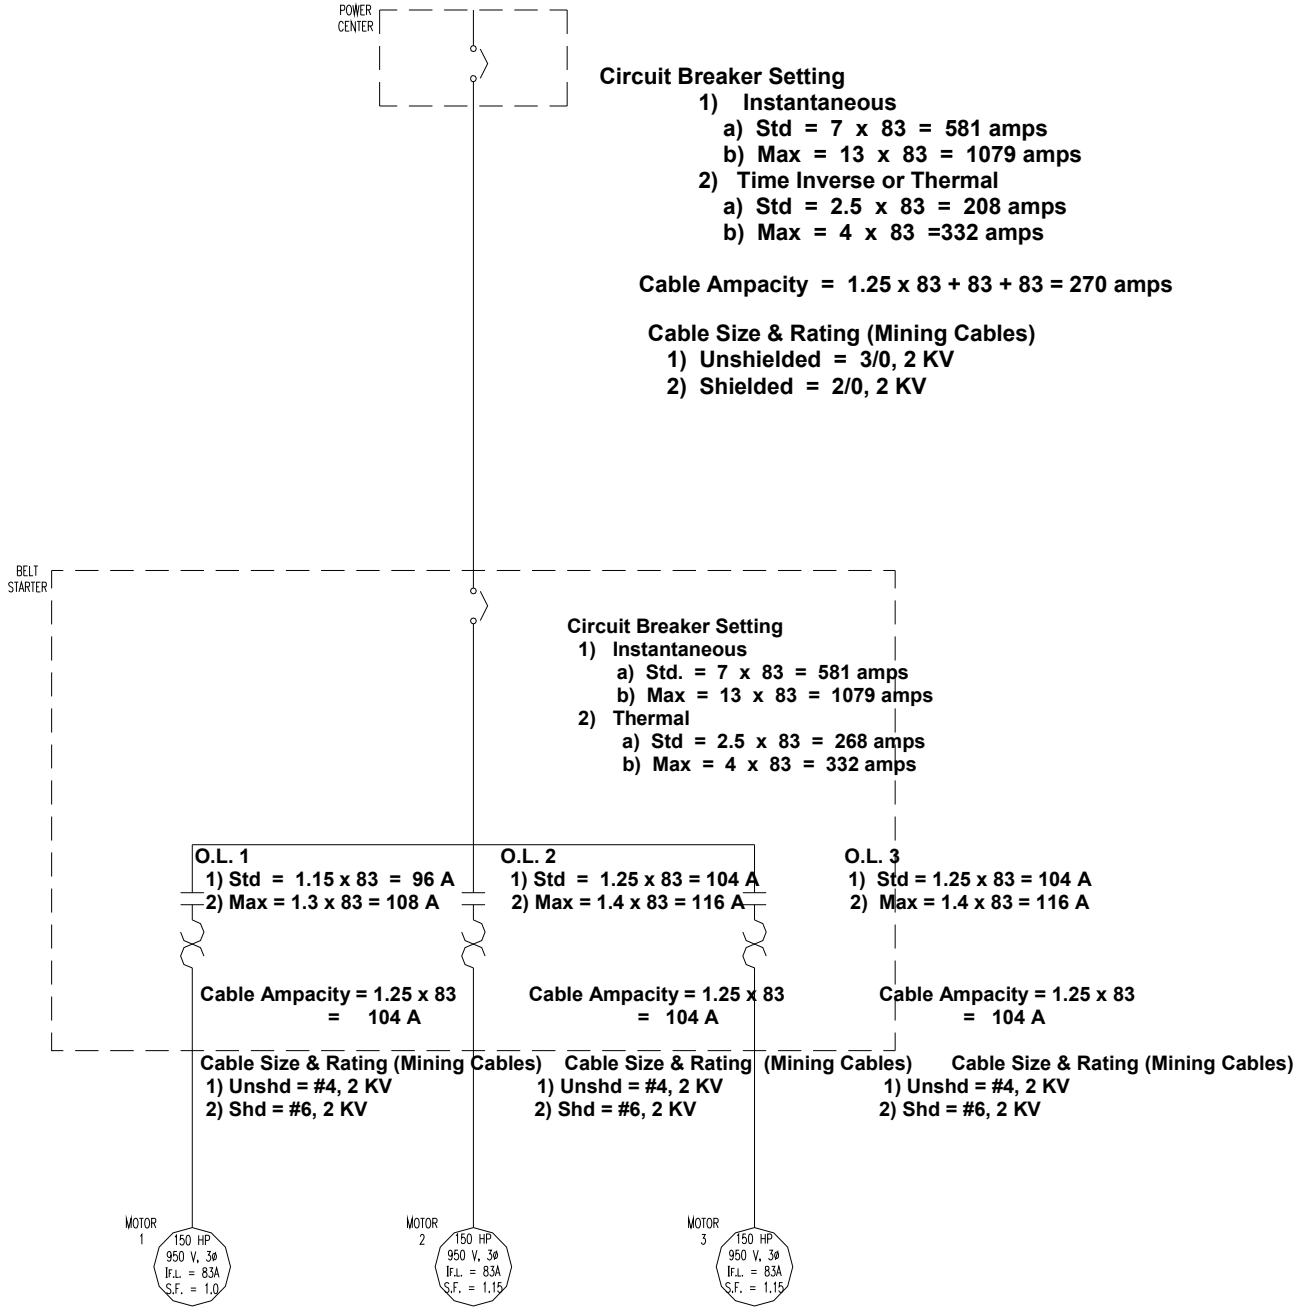 POWER
CENTER
Circuit Breaker Setting
1) Instantaneous
a) Std = 7 x 83 = 581 amps
b) Max = 13 x 83 = 1079 amps
2) Time Inverse or Thermal
a) Std = 2.5 x 83 = 208 amps
b) Max = 4 x 83 =332 amps
Cable Ampacity = 1.25 x 83 + 83 + 83 = 270 amps
Cable Size & Rating (Mining Cables)
1) Unshielded = 3/0, 2 KV
2) Shielded = 2/0, 2 KV
BELT
STARTER
Circuit Breaker Setting
1) Instantaneous
a) Std. = 7 x 83 = 581 amps
b) Max = 13 x 83 = 1079 amps
2) Thermal
a) Std = 2.5 x 83 = 268 amps
b) Max = 4 x 83 = 332 amps
O.L. 1
1) Std = 1.15 x 83 = 96 A
2) Max = 1.3 x 83 = 108 A
O.L. 2
1) Std = 1.25 x 83 = 104 A
2) Max = 1.4 x 83 = 116 A
O.L. 3
1) Std = 1.25 x 83 = 104 A
2) Max = 1.4 x 83 = 116 A
Cable Ampacity = 1.25 x 83
= 104 A
Cable Ampacity = 1.25 x 83
= 104 A
Cable Ampacity = 1.25 x 83
= 104 A
Cable Size & Rating (Mining Cables)
1) Unshd = #4, 2 KV
2) Shd = #6, 2 KV
Cable Size & Rating (Mining Cables)
1) Unshd = #4, 2 KV
2) Shd = #6, 2 KV
Cable Size & Rating (Mining Cables)
1) Unshd = #4, 2 KV
2) Shd = #6, 2 KV
MOTOR
1
150 HP
950 V, 3ø
IF.L. = 83A
S.F. = 1.0
MOTOR
2
150 HP
950 V, 3ø
IF.L. = 83A
S.F. = 1.15
MOTOR
3
150 HP
950 V, 3ø
IF.L. = 83A
S.F. = 1.15